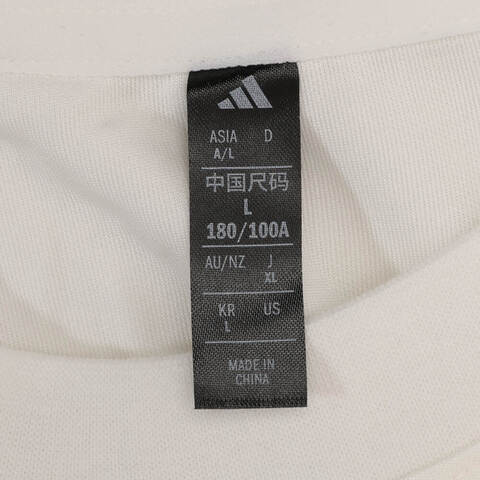 ASIA D
A/L
中国尺码
L
180/100A
AU/NZ J
XL
KR US
L
MADE IN
CHINA